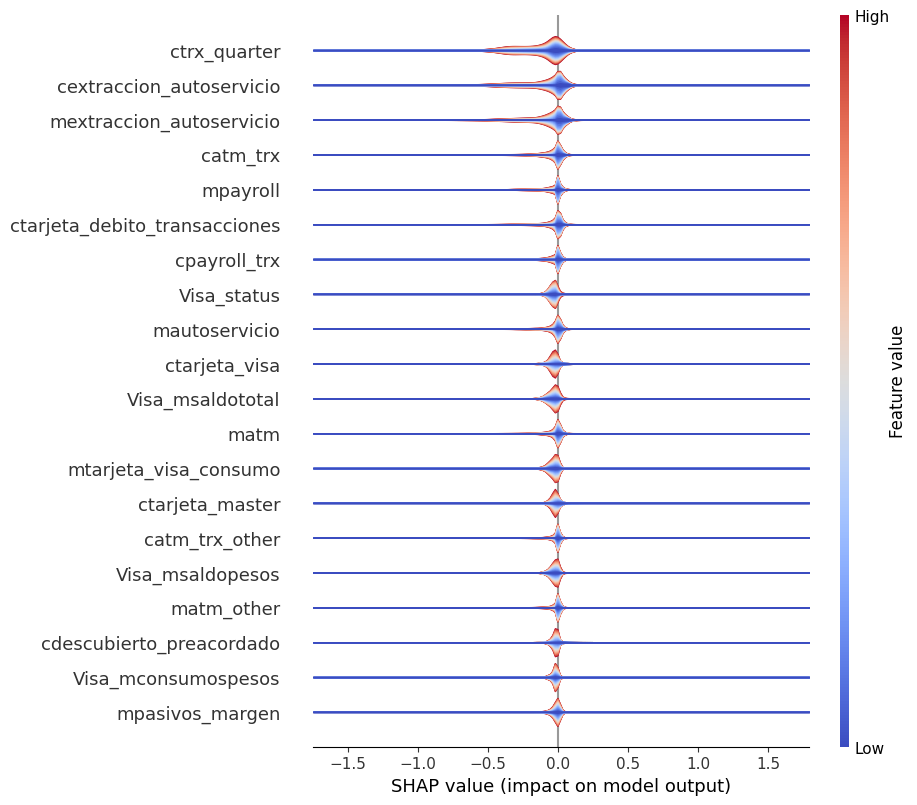 High
ctrx_quarter
cextraccion_autoservicio
mextraccion_autoservicio
catm_trx
mpayroll
ctarjeta_debito_transacciones
cpayroll_trx
Visa_status
mautoservicio
ctarjeta_visa
Visa_msaldototal
matm
mtarjeta_visa_consumo
ctarjeta_master
catm_trx_other
Visa_msaldopesos
matm_other
cdescubierto_preacordado
Visa_mconsumospesos
mpasivos_margen
Feature value
Low
−1.5 −1.0 −0.5 0.0 0.5 1.0 1.5
SHAP value (impact on model output)